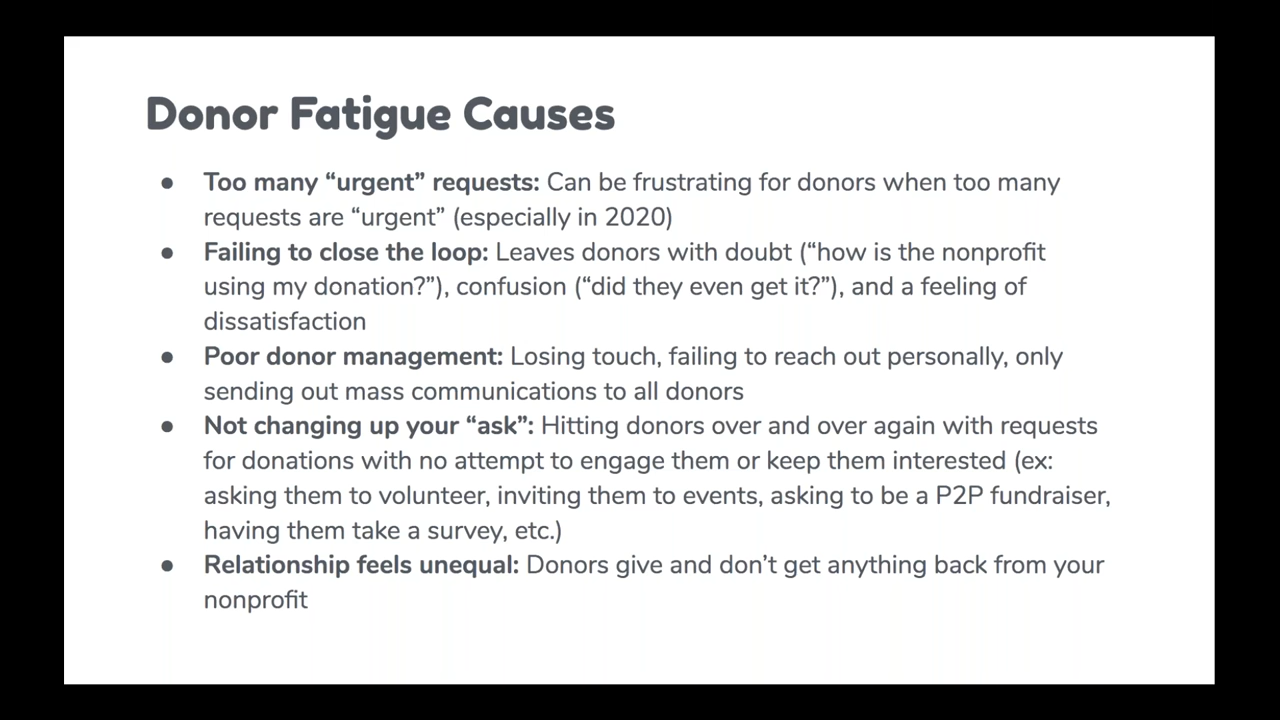 Donor Fatigue Causes
● Too many “urgent” requests: Can be frustrating for donors when too many
requests are “urgent” (especially in 2020)
● Failing to close the loop: Leaves donors with doubt (“how is the nonprofit
using my donation?”), confusion (“did they even get it?”), and a feeling of
dissatisfaction
● Poor donor management: Losing touch, failing to reach out personally, only
sending out mass communications to all donors
● Not changing up your “ask”: Hitting donors over and over again with requests
for donations with no attempt to engage them or keep them interested (ex:
asking them to volunteer, inviting them to events, asking to be a P2P fundraiser,
having them take a survey, etc.)
● Relationship feels unequal: Donors give and don’t get anything back from your
nonprofit